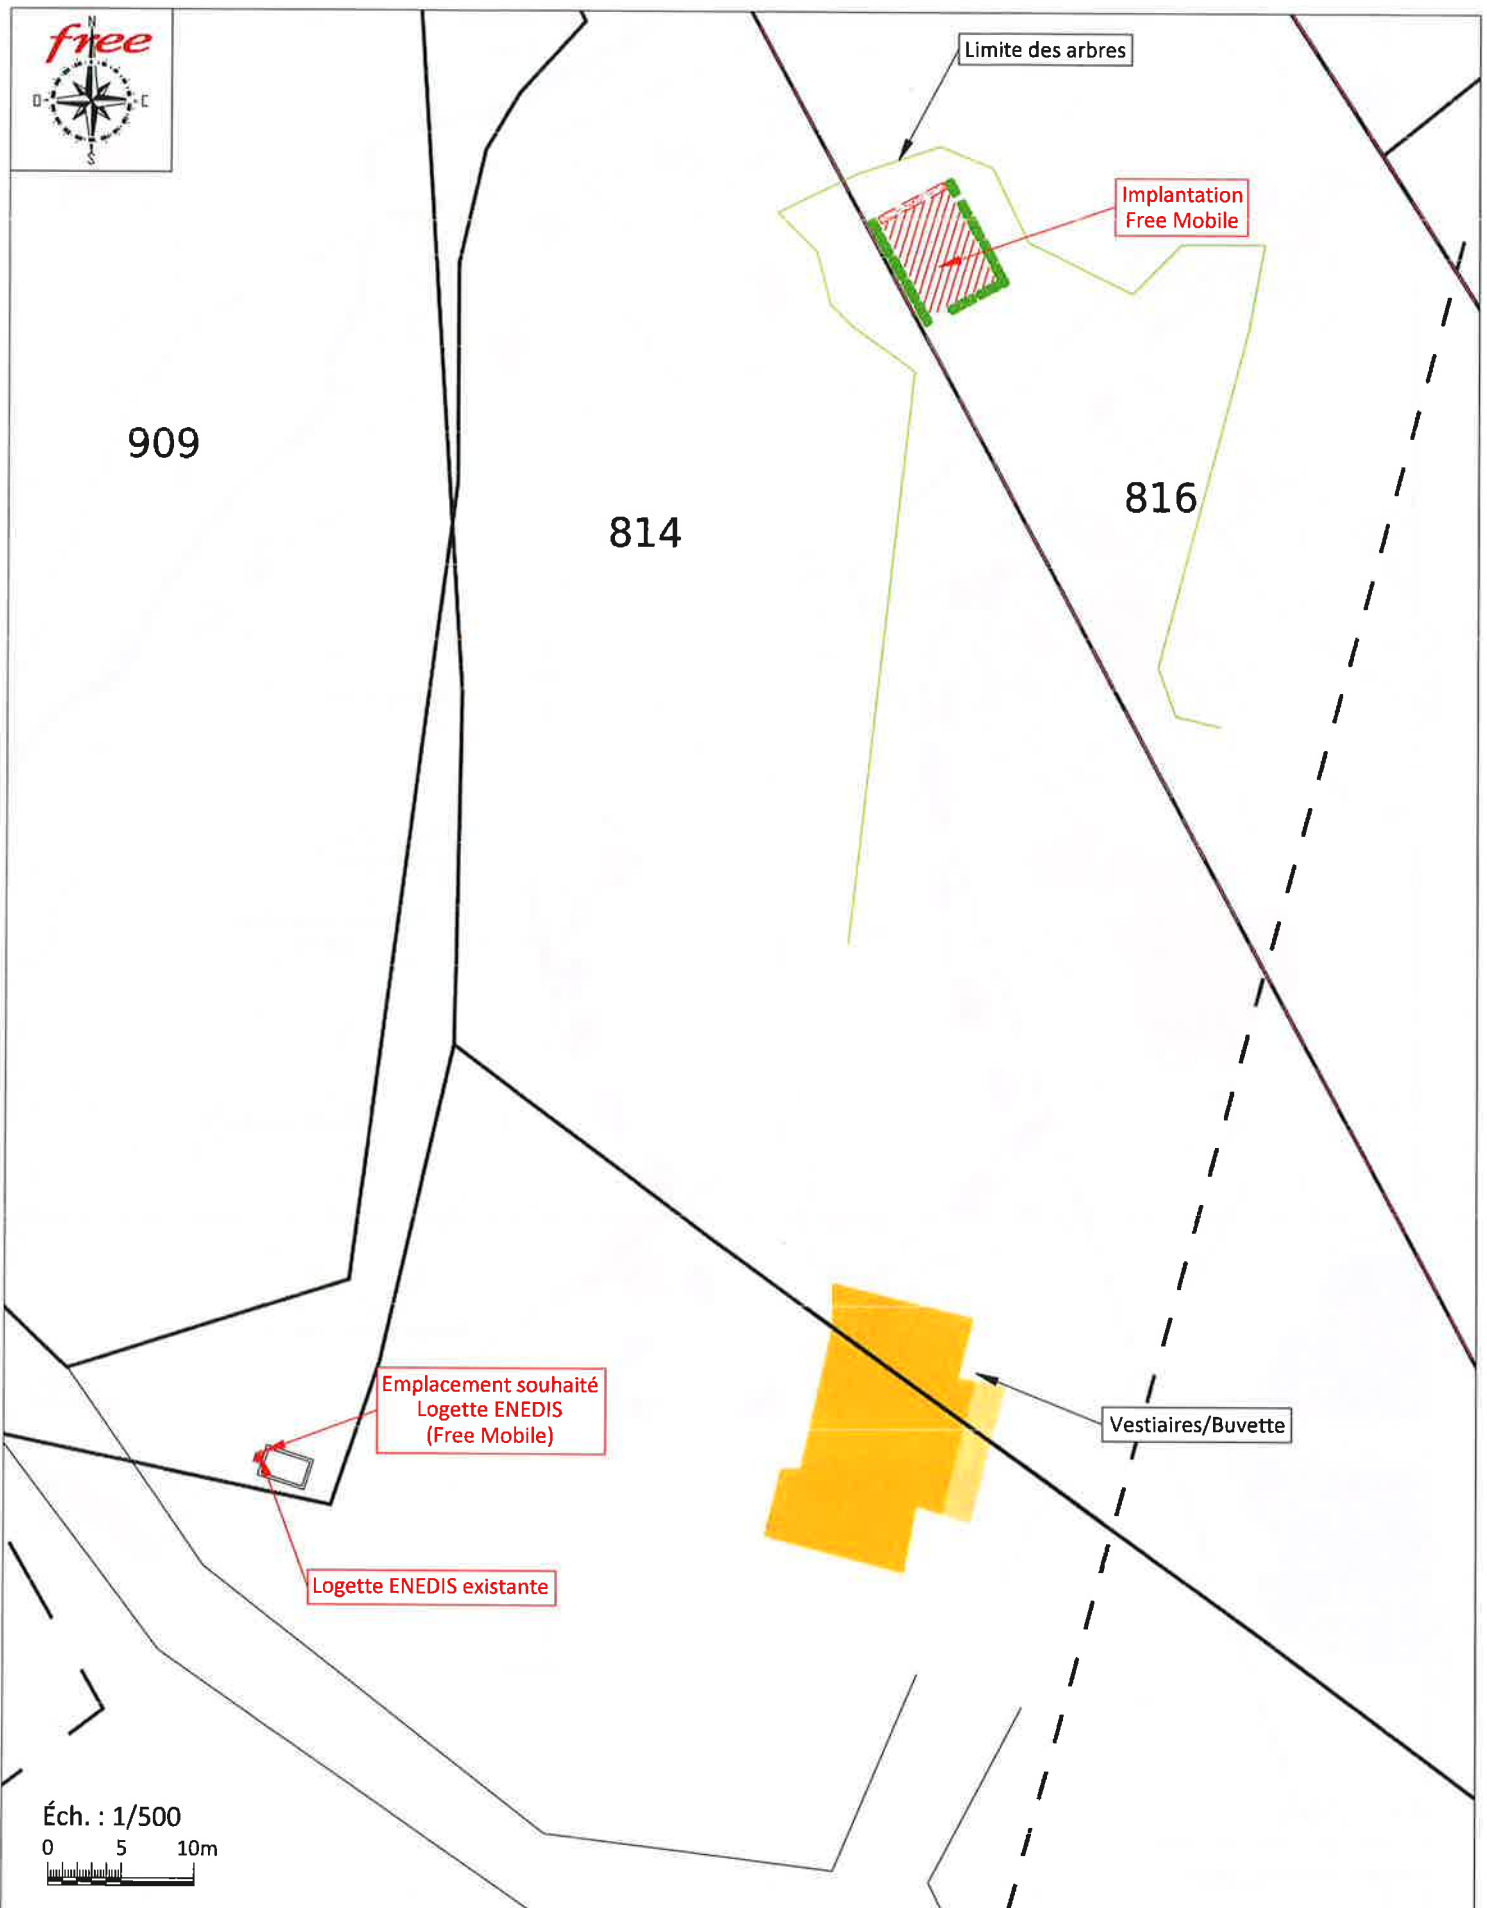 free
N
O
E
S
Limite des arbres
Implantation
Free Mobile
909
814
816
Emplacement souhaité
Logette ENEDIS
(Free Mobile)
Vestiaires/Buvette
Logette ENEDIS existante
Éch. : 1/500
0 5 10m